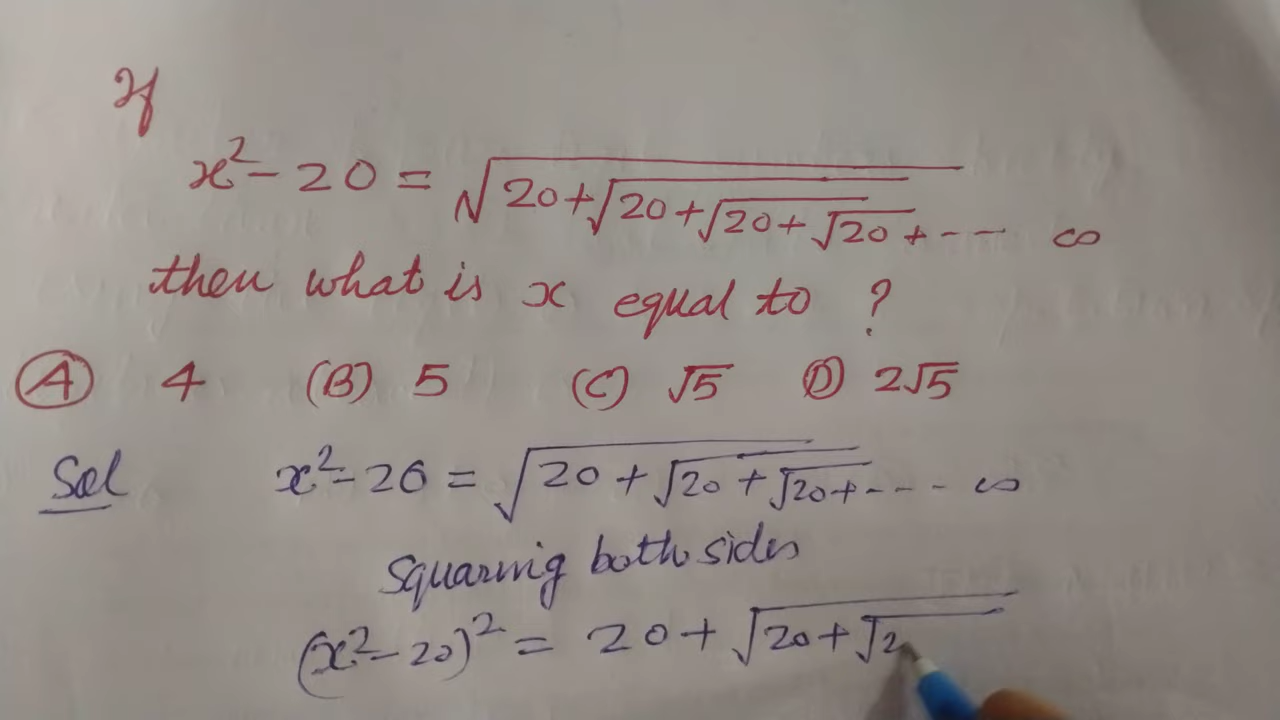 If
x² - 20 = √20+√20+√20+√20+--- ∞
then what is x equal to ?
(A) 4 (B) 5 (C) √5 (D) 2√5
Sol x² - 20 = √20+√20+√20+---- ∞
Squaring both sides
(x² - 20)² = 20 + √20+√2